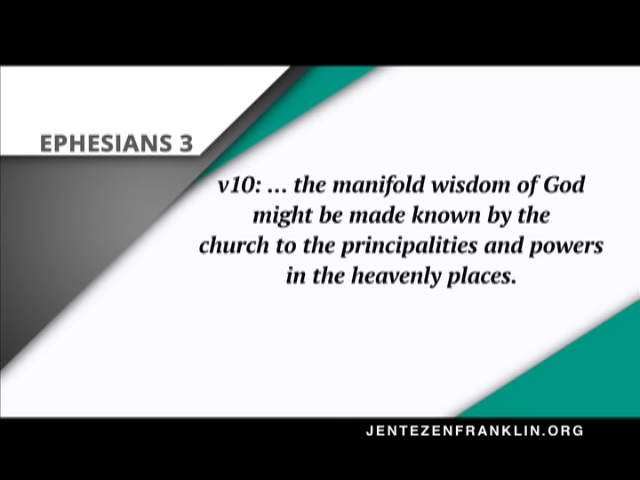 EPHESIANS 3
v10: ... the manifold wisdom of God
might be made known by the
church to the principalities and powers
in the heavenly places.
JENTEZENFRANKLIN.ORG